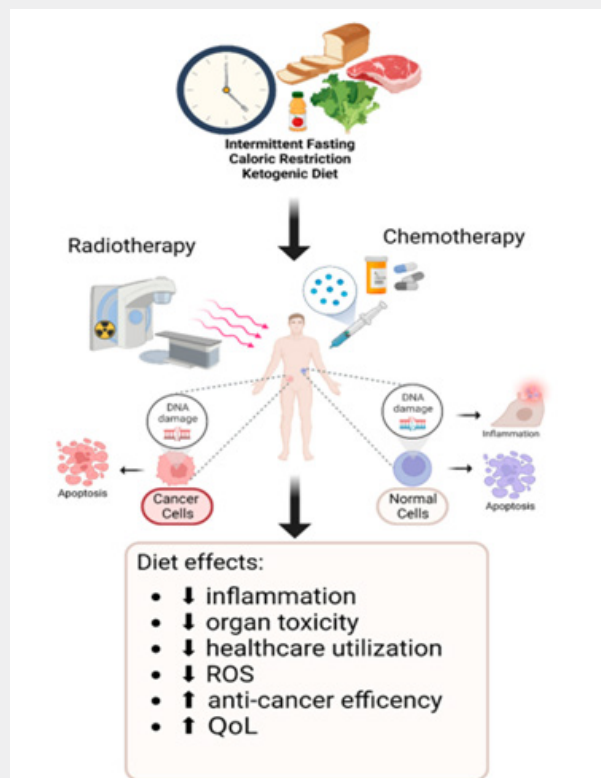 Intermittent Fasting
Caloric Restriction
Ketogenic Diet
Radiotherapy
Chemotherapy
DNA
damage
DNA
damage
Inflammation
Apoptosis
Cancer
Cells
Normal
Cells
Apoptosis
Diet effects:
• ⬇ inflammation
• ⬇ organ toxicity
• ⬇ healthcare utilization
• ⬇ ROS
• ⬆ anti-cancer efficency
• ⬆ QoL